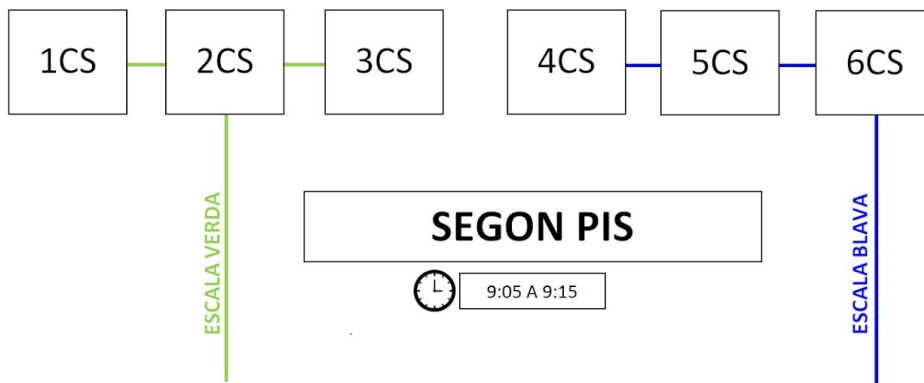 1CS
2CS
3CS
4CS
5CS
6CS
ESCALA VERDA
SEGON PIS
9:05 A 9:15
ESCALA BLAVA